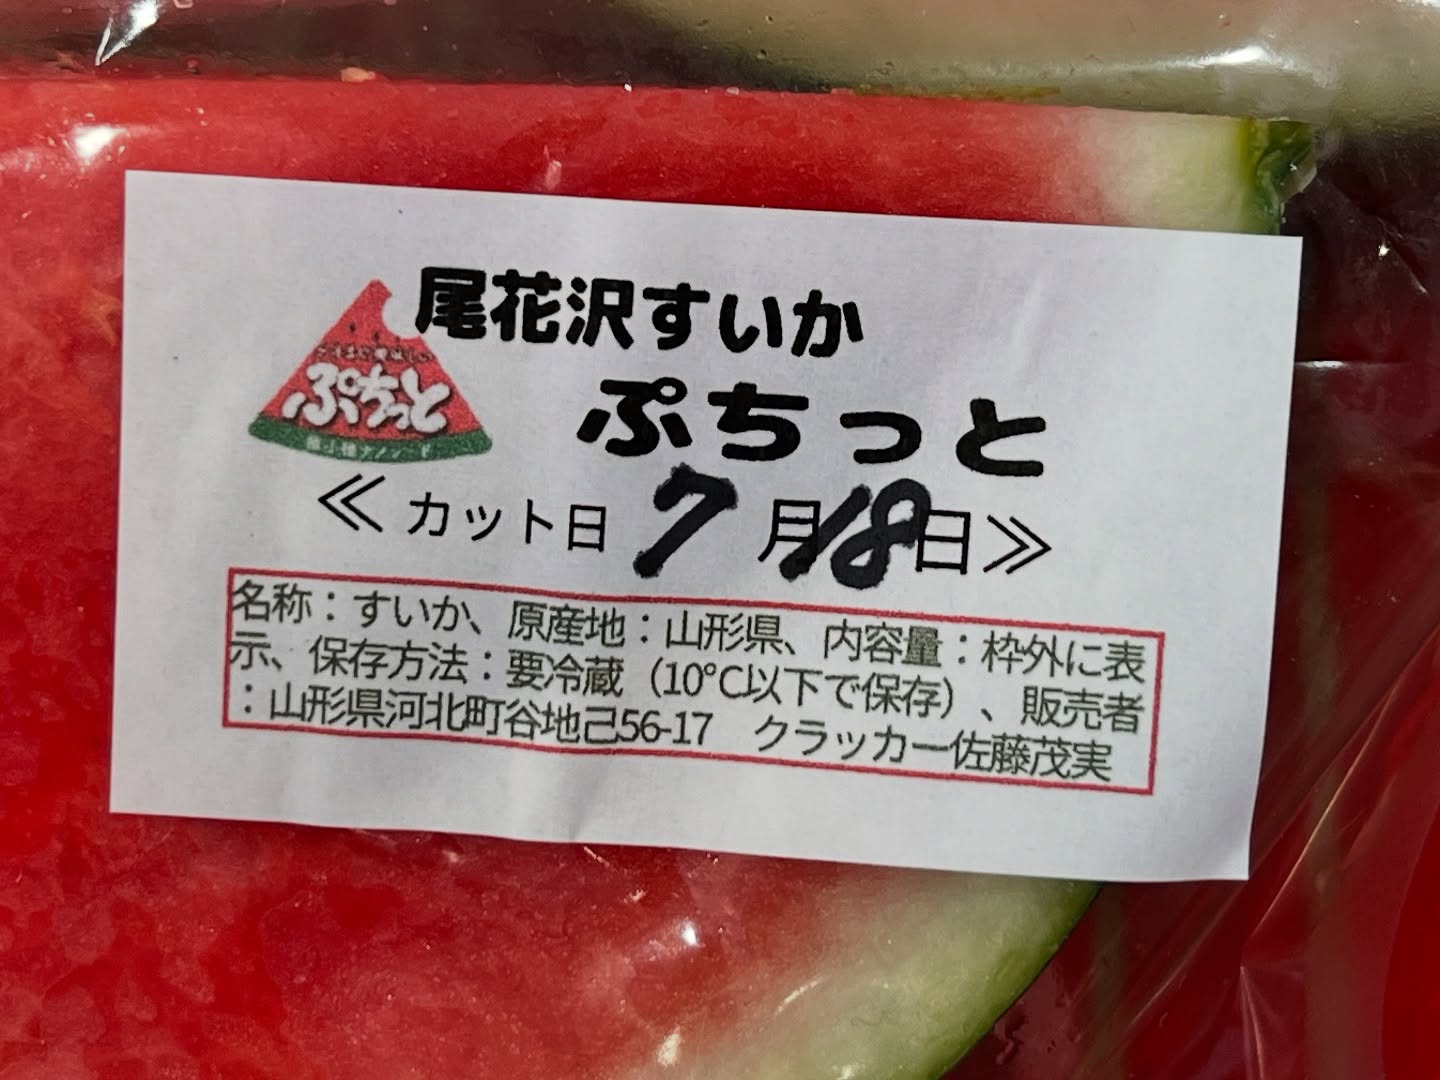 尾花沢すいか
ぷちっと
ぷちっと
≪カット日 7月18日≫
名称：すいか、原産地：山形県、内容量：枠外に表
示、保存方法：要冷蔵（10℃以下で保存）、販売者
：山形県河北町谷地己56-17　クラッカー佐藤茂実